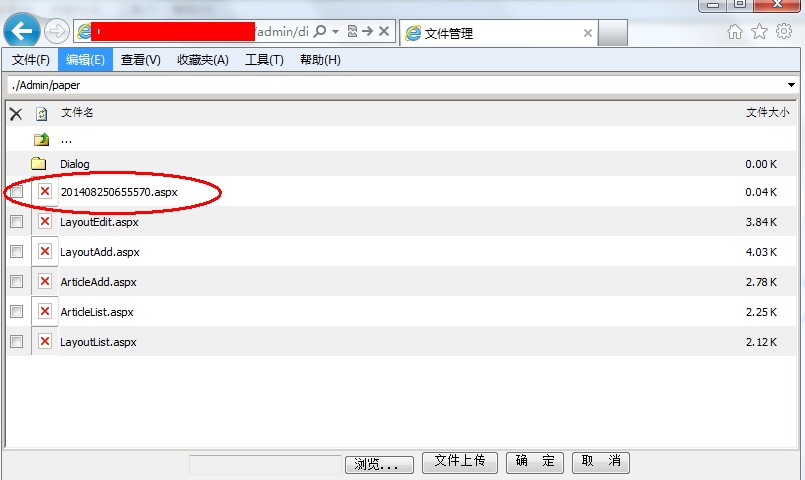 /admin/di
文件管理
文件(F) 编辑(E) 查看(V) 收藏夹(A) 工具(T) 帮助(H)
./Admin/paper
文件名 文件大小
...
Dialog 0.00 K
201408250655570.aspx 0.04 K
LayoutEdit.aspx 3.84 K
LayoutAdd.aspx 4.03 K
ArticleAdd.aspx 2.78 K
ArticleList.aspx 2.25 K
LayoutList.aspx 2.12 K
浏览... 文件上传 确 定 取 消